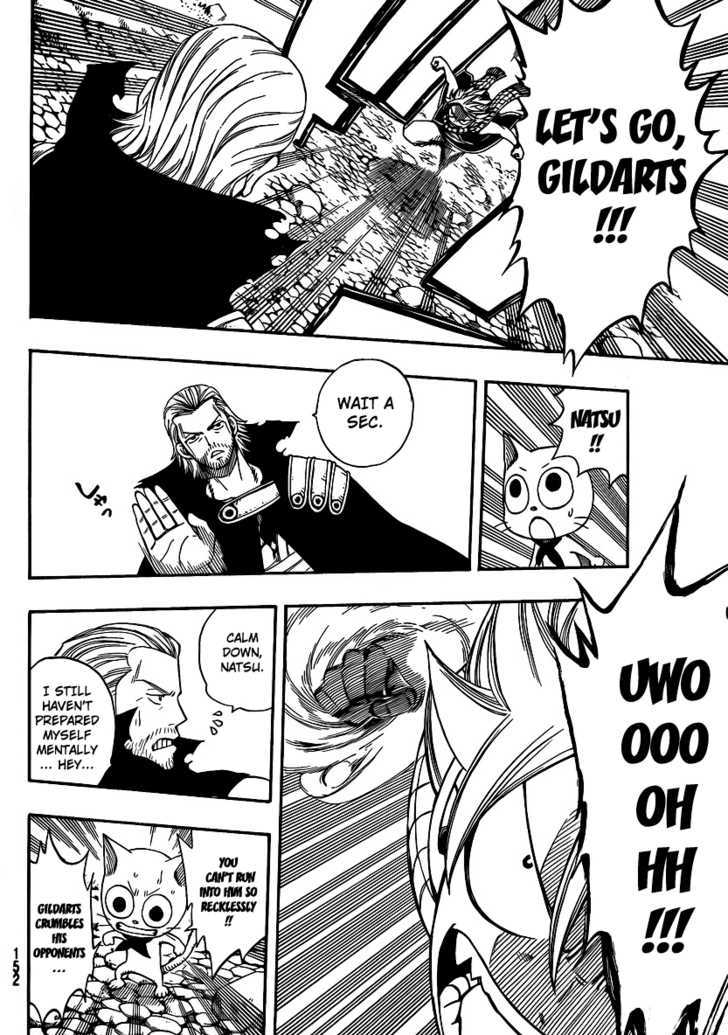 LET'S GO,
GILDARTS
!!!
NATSU
!!
WAIT A
SEC.
UWO
OOO
OH
HH
!!!
CALM
DOWN,
NATSU.
I STILL
HAVEN'T
PREPARED
MYSELF
MENTALLY
... HEY...
YOU
CAN'T RUN
INTO HIM SO
RECKLESSLY
!!
GILDARTS
CRUMBLES
HIS
OPPONENTS
...
152